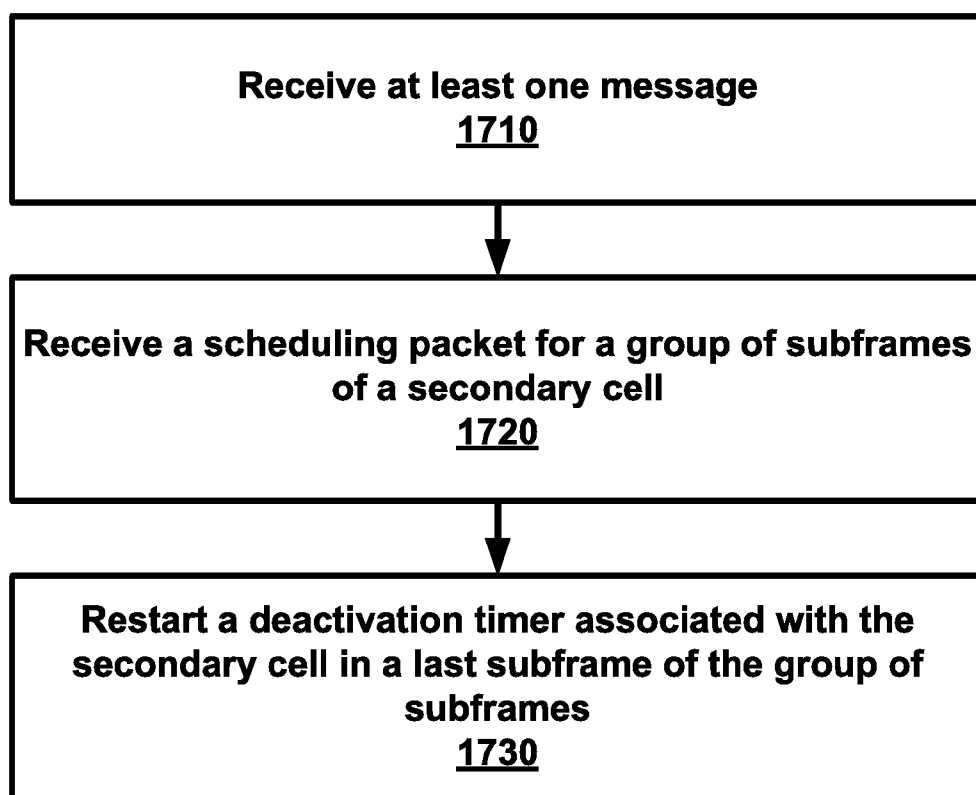 Receive at least one message
1710
Receive a scheduling packet for a group of subframes
of a secondary cell
1720
Restart a deactivation timer associated with the
secondary cell in a last subframe of the group of
subframes
1730